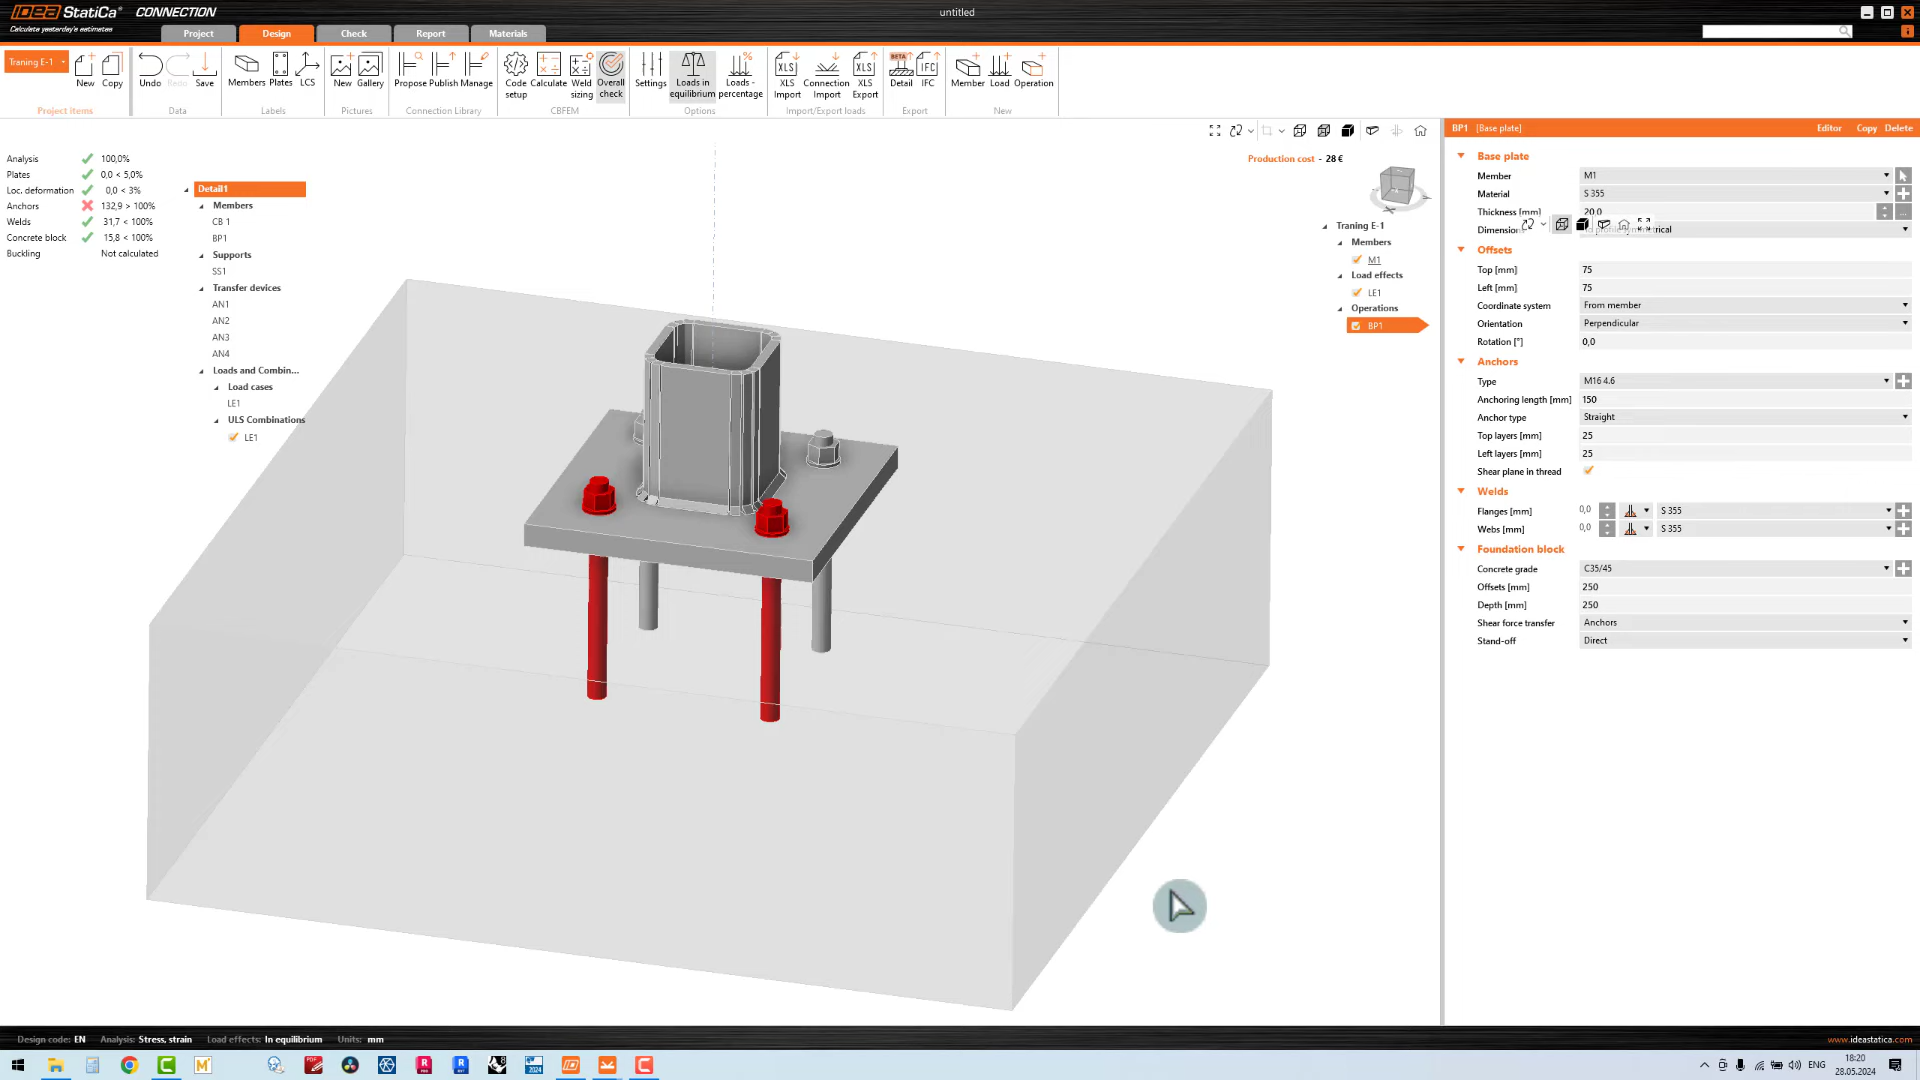 IDEA StatiCa® CONNECTION
Calculate yesterday's estimates
untitled
Project
Design
Check
Report
Materials
Traning E-1
New
Copy
Undo
Redo
Save
Members
Plates
LCS
New
Gallery
Propose
Publish
Manage
Code setup
Calculate
Weld sizing
Overall check
Settings
Loads in equilibrium
Loads - percentage
XLS Import
Connection Import
XLS Export
BETA
Detail
IFC
Member
Load
Operation
Project items
Data
Labels
Pictures
Connection Library
CBFEM
Options
Import/Export loads
Export
New
Analysis 100,0%
Plates 0,0 < 5,0%
Loc. deformation 0,0 < 3%
Anchors 132,9 > 100%
Welds 31,7 < 100%
Concrete block 15,8 < 100%
Buckling Not calculated
Detail1
Members
CB 1
BP1
Supports
SS1
Transfer devices
AN1
AN2
AN3
AN4
Loads and Combin...
Load cases
LE1
ULS Combinations
LE1
Production cost - 28 €
Traning E-1
Members
M1
Load effects
LE1
Operations
BP1
BP1 [Base plate]
Editor Copy Delete
Base plate
Member M1
Material S 355
Thickness [mm] 20,0
Dimensions
Offsets
Top [mm] 75
Left [mm] 75
Coordinate system From member
Orientation Perpendicular
Rotation [°] 0,0
Anchors
Type M16 4.6
Anchoring length [mm] 150
Anchor type Straight
Top layers [mm] 25
Left layers [mm] 25
Shear plane in thread
Welds
Flanges [mm] 0,0 S 355
Webs [mm] 0,0 S 355
Foundation block
Concrete grade C35/45
Offsets [mm] 250
Depth [mm] 250
Shear force transfer Anchors
Stand-off Direct
Design code: EN Analysis: Stress, strain Load effects: In equilibrium Units: mm
www.ideastatica.com
2024
ENG
18:20
28.05.2024